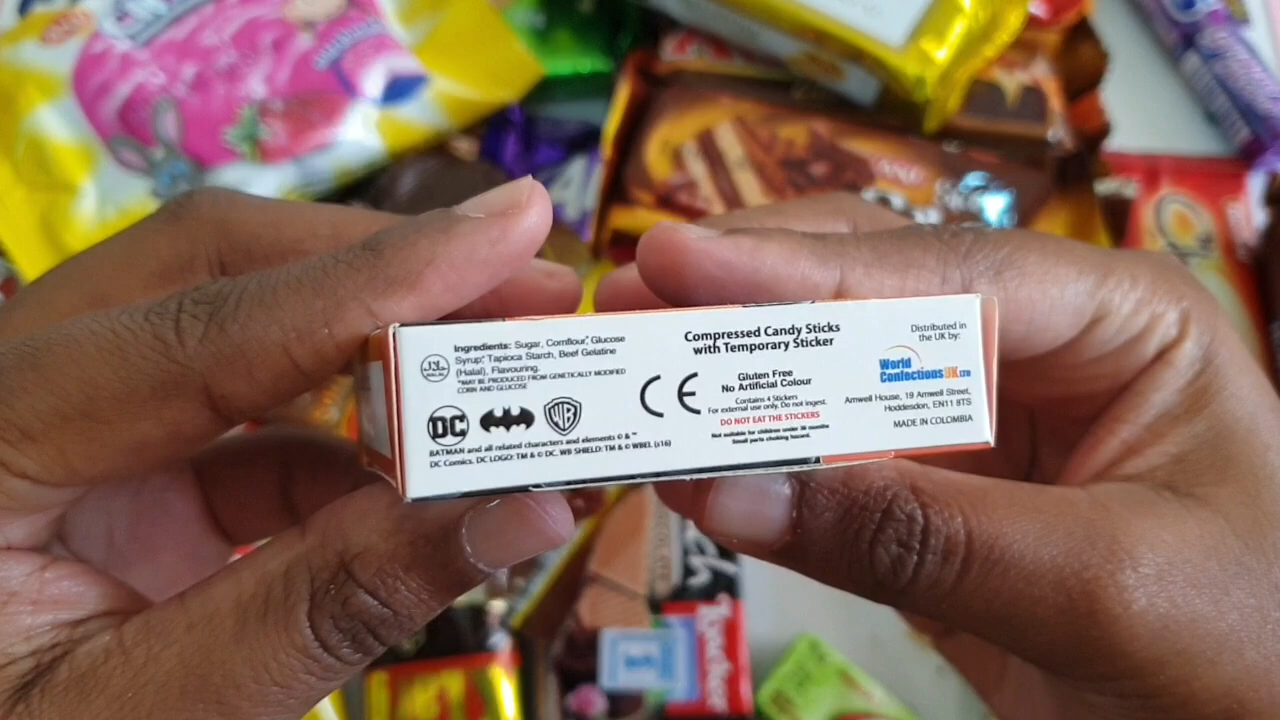 Ingredients: Sugar, Cornflour*, Glucose
Syrup*, Tapioca Starch, Beef Gelatine
(Halal), Flavouring.
*MAY BE PRODUCED FROM GENETICALLY MODIFIED
CORN AND GLUCOSE
DC
WB
BATMAN and all related characters and elements © & ™
DC Comics. DC LOGO: TM & © DC. WB SHIELD: TM & © WBEI. (s16)
CE
Compressed Candy Sticks
with Temporary Sticker
Gluten Free
No Artificial Colour
Contains 4 Stickers
For external use only. Do not ingest.
DO NOT EAT THE STICKERS
Not suitable for children under 36 months
Small parts choking hazard.
Distributed in
the UK by:
World
Confections UK LTD
Amwell House, 19 Amwell Street,
Hoddesdon, EN11 8TS
MADE IN COLOMBIA